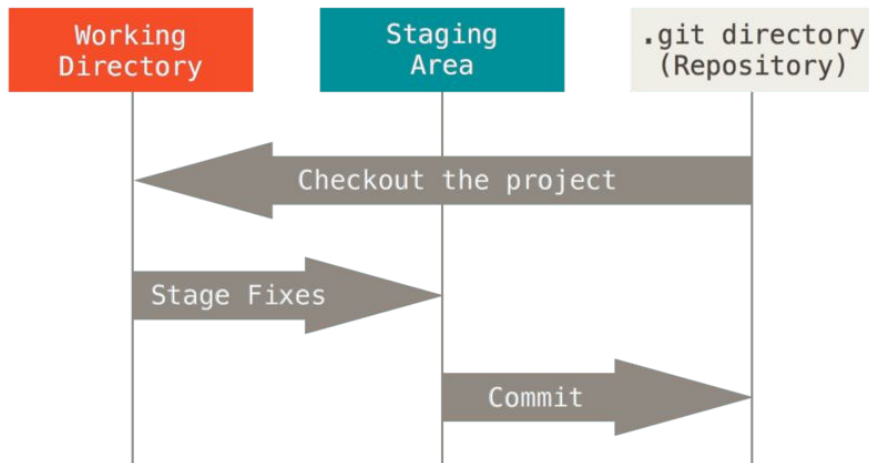 Working
Directory
Staging
Area
.git directory
(Repository)
Checkout the project
Stage Fixes
Commit